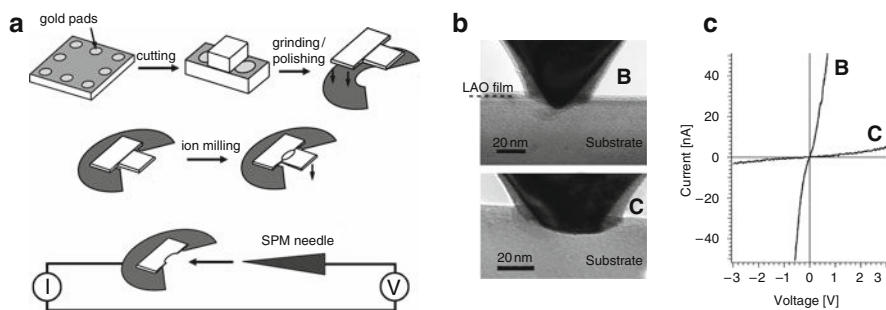 a
gold pads
cutting
grinding/
polishing
ion milling
SPM needle
I
V
b
B
LAO film
20 nm
Substrate
C
20 nm
Substrate
c
Current [nA]
40
20
0
−20
−40
B
C
−3
−2
−1
0
1
2
3
Voltage [V]